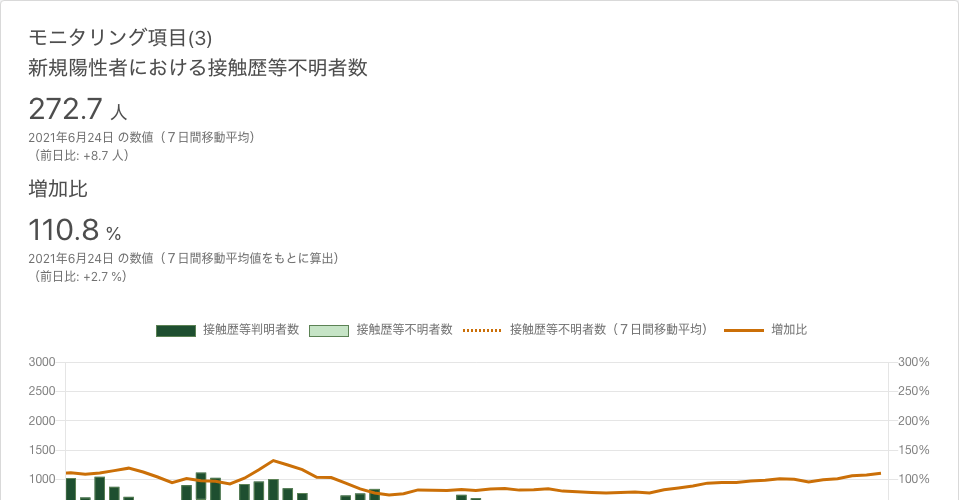 モニタリング項目(3)
新規陽性者における接触歴等不明者数
272.7 人
2021年6月24日 の数値（７日間移動平均）
（前日比: +8.7 人）
増加比
110.8 %
2021年6月24日 の数値（７日間移動平均値をもとに算出）
（前日比: +2.7 %）
接触歴等判明者数 接触歴等不明者数 接触歴等不明者数（７日間移動平均） 増加比
3000 300%
2500 250%
2000 200%
1500 150%
1000 100%